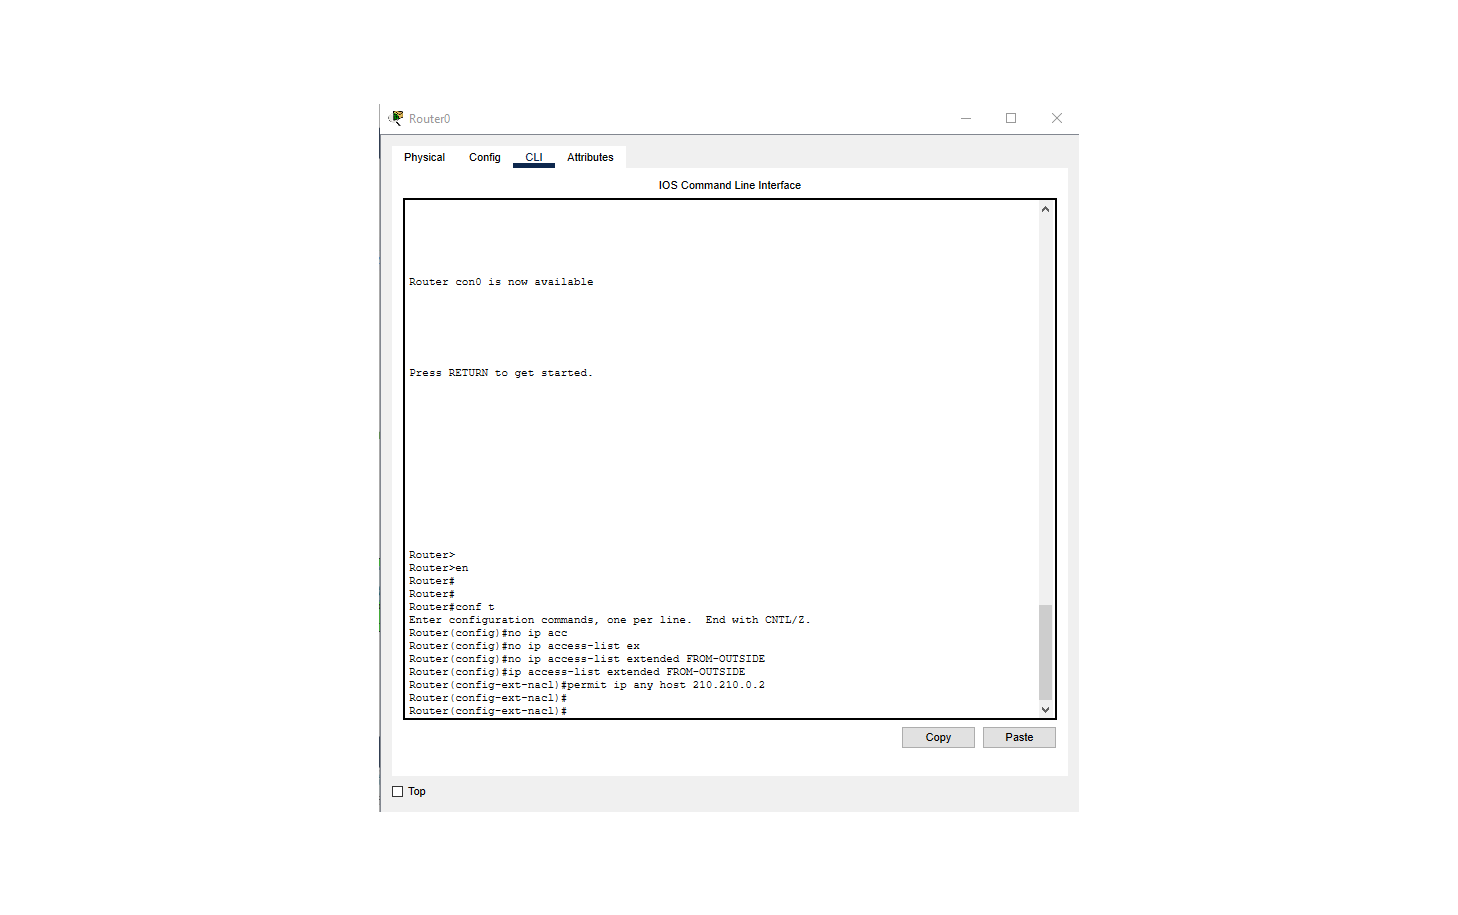 Router0
Physical Config CLI Attributes
IOS Command Line Interface
Router con0 is now available
Press RETURN to get started.
Router>
Router>en
Router#
Router#
Router#conf t
Enter configuration commands, one per line.  End with CNTL/Z.
Router(config)#no ip acc
Router(config)#no ip access-list ex
Router(config)#no ip access-list extended FROM-OUTSIDE
Router(config)#ip access-list extended FROM-OUTSIDE
Router(config-ext-nacl)#permit ip any host 210.210.0.2
Router(config-ext-nacl)#
Router(config-ext-nacl)#
Copy Paste
Top